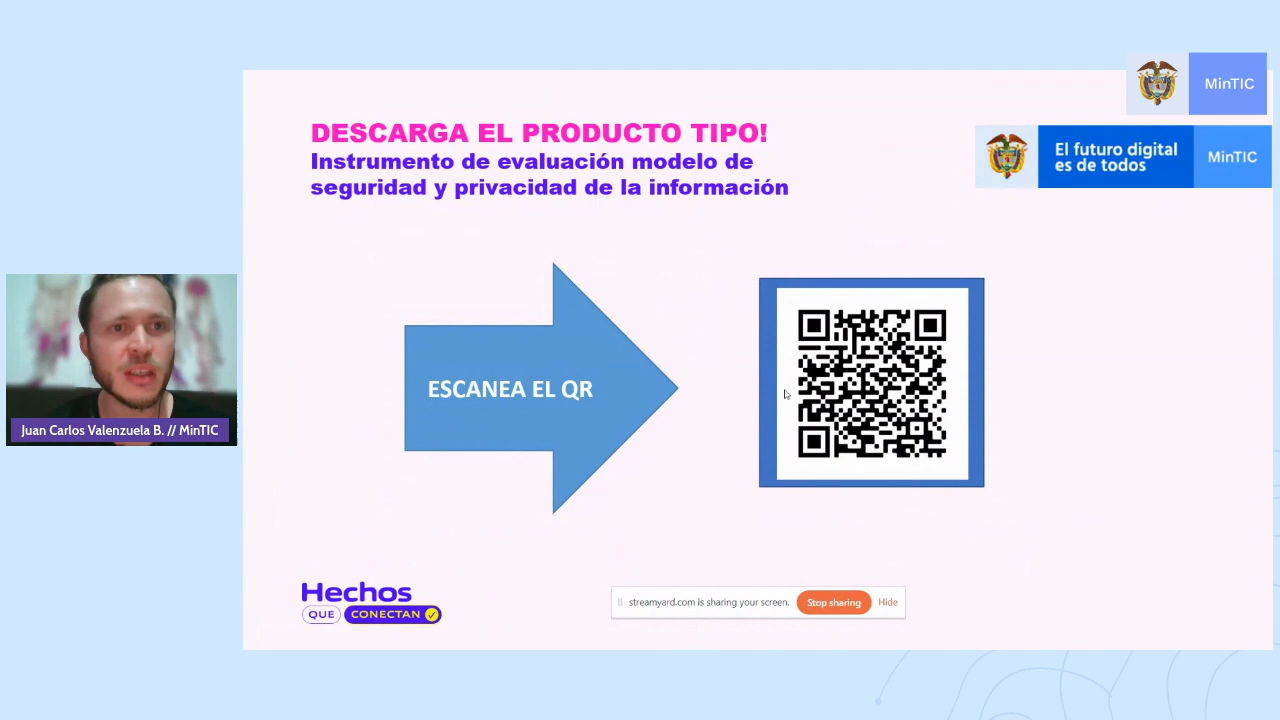 MinTIC
DESCARGA EL PRODUCTO TIPO!
Instrumento de evaluación modelo de
seguridad y privacidad de la información
El futuro digital
es de todos
MinTIC
ESCANEA EL QR
Juan Carlos Valenzuela B. // MinTIC
Hechos
QUE CONECTAN
streamyard.com is sharing your screen. Stop sharing Hide